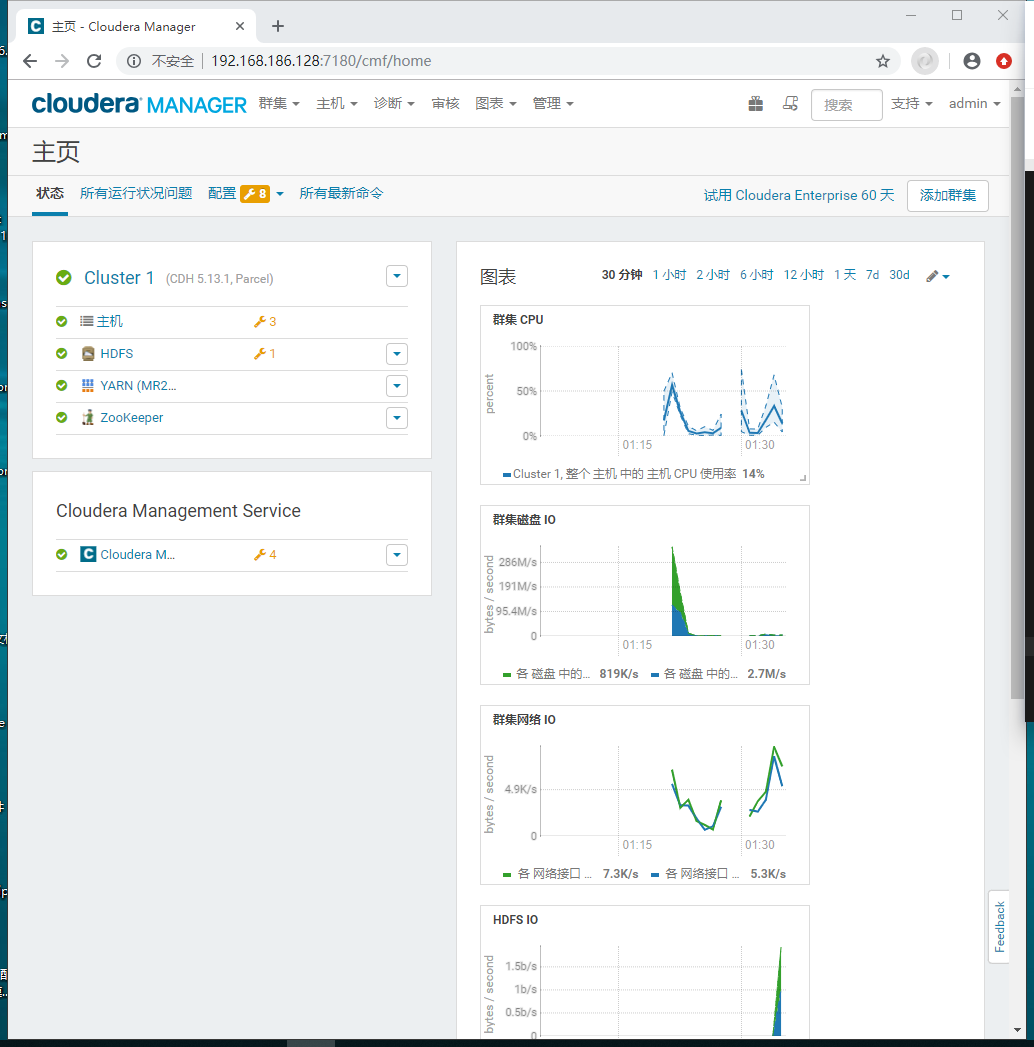 主页 - Cloudera Manager
不安全
192.168.186.128:7180/cmf/home
cloudera MANAGER 群集 主机 诊断 审核 图表 管理 搜索 支持 admin
主页
状态 所有运行状况问题 配置 8 所有最新命令 试用 Cloudera Enterprise 60 天 添加群集
Cluster 1 (CDH 5.13.1, Parcel)
主机 3
HDFS 1
YARN (MR2...
ZooKeeper
Cloudera Management Service
Cloudera M... 4
图表 30 分钟 1 小时 2 小时 6 小时 12 小时 1 天 7d 30d
群集 CPU
percent
100%
50%
0%
01:15 01:30
Cluster 1, 整个 主机 中的 主机 CPU 使用率 14%
群集磁盘 IO
bytes / second
286M/s
191M/s
95.4M/s
0
01:15 01:30
各 磁盘 中的... 819K/s 各 磁盘 中的... 2.7M/s
群集网络 IO
bytes / second
4.9K/s
0
01:15 01:30
各 网络接口 ... 7.3K/s 各 网络接口 ... 5.3K/s
HDFS IO
bytes / second
1.5b/s
1b/s
0.5b/s
0
Feedback